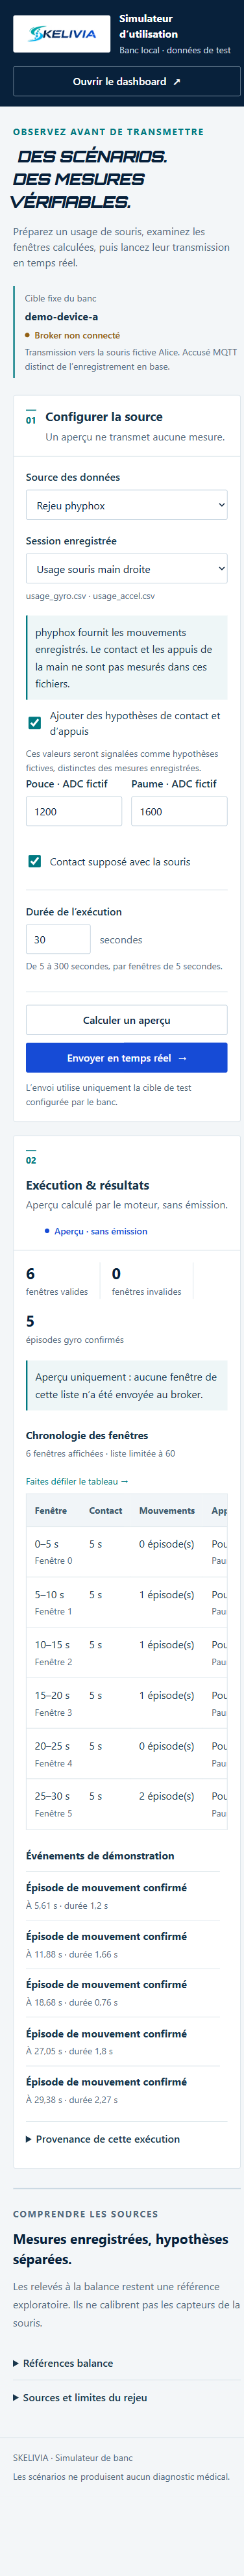 SKELIVIA
Simulateur
d'utilisation
Banc local · données de test
Ouvrir le dashboard ↗
OBSERVEZ AVANT DE TRANSMETTRE
DES SCÉNARIOS.
DES MESURES
VÉRIFIABLES.
Préparez un usage de souris, examinez les
fenêtres calculées, puis lancez leur transmission
en temps réel.
Cible fixe du banc
demo-device-a
Broker non connecté
Transmission vers la souris fictive Alice. Accusé MQTT
distinct de l'enregistrement en base.
01
Configurer la source
Un aperçu ne transmet aucune mesure.
Source des données
Rejeu phyphox
Session enregistrée
Usage souris main droite
usage_gyro.csv · usage_accel.csv
phyphox fournit les mouvements
enregistrés. Le contact et les appuis de
la main ne sont pas mesurés dans ces
fichiers.
Ajouter des hypothèses de contact et
d'appuis
Ces valeurs seront signalées comme hypothèses
fictives, distinctes des mesures enregistrées.
Pouce · ADC fictif Paume · ADC fictif
1200 1600
Contact supposé avec la souris
Durée de l'exécution
30 secondes
De 5 à 300 secondes, par fenêtres de 5 secondes.
Calculer un aperçu
Envoyer en temps réel →
L'envoi utilise uniquement la cible de test
configurée par le banc.
02
Exécution & résultats
Aperçu calculé par le moteur, sans émission.
Aperçu · sans émission
6 0
fenêtres valides fenêtres invalides
5
épisodes gyro confirmés
Aperçu uniquement : aucune fenêtre de
cette liste n'a été envoyée au broker.
Chronologie des fenêtres
6 fenêtres affichées · liste limitée à 60
Faites défiler le tableau →
Fenêtre Contact Mouvements App
0–5 s 5 s 0 épisode(s) Pou
Fenêtre 0 Pau
5–10 s 5 s 1 épisode(s) Pou
Fenêtre 1 Pau
10–15 s 5 s 1 épisode(s) Pou
Fenêtre 2 Pau
15–20 s 5 s 1 épisode(s) Pou
Fenêtre 3 Pau
20–25 s 5 s 0 épisode(s) Pou
Fenêtre 4 Pau
25–30 s 5 s 2 épisode(s) Pou
Fenêtre 5 Pau
Événements de démonstration
Épisode de mouvement confirmé
À 5,61 s · durée 1,2 s
Épisode de mouvement confirmé
À 11,88 s · durée 1,66 s
Épisode de mouvement confirmé
À 18,68 s · durée 0,76 s
Épisode de mouvement confirmé
À 27,05 s · durée 1,8 s
Épisode de mouvement confirmé
À 29,38 s · durée 2,27 s
Provenance de cette exécution
COMPRENDRE LES SOURCES
Mesures enregistrées, hypothèses
séparées.
Les relevés à la balance restent une référence
exploratoire. Ils ne calibrent pas les capteurs de la
souris.
Références balance
Sources et limites du rejeu
SKELIVIA · Simulateur de banc
Les scénarios ne produisent aucun diagnostic médical.